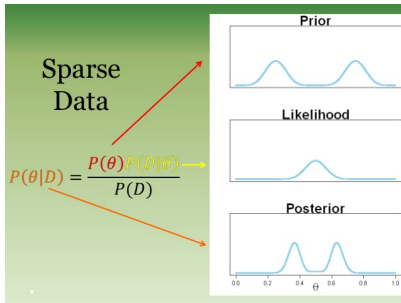 Sparse
Data
P(θ|D) = P(θ)P(D|θ)
P(D)
Prior
Likelihood
Posterior
0.0 0.2 0.4 0.6 0.8 1.0
θ